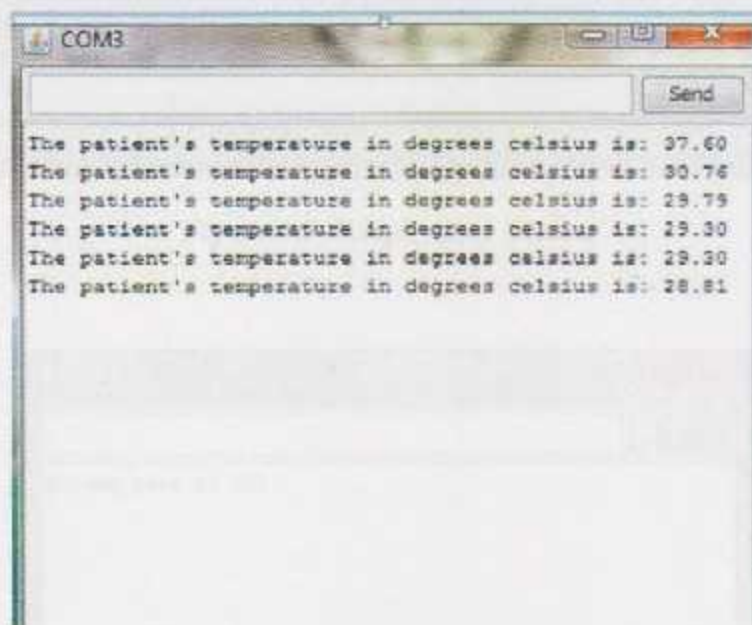 COM3
Send
The patient's temperature in degrees celsius is: 37.60
The patient's temperature in degrees celsius is: 30.76
The patient's temperature in degrees celsius is: 29.79
The patient's temperature in degrees celsius is: 29.30
The patient's temperature in degrees celsius is: 29.30
The patient's temperature in degrees celsius is: 28.81